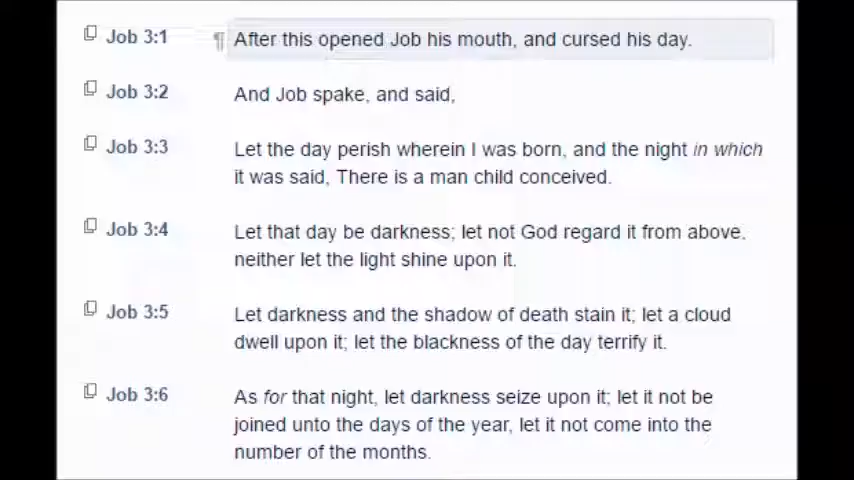 Job 3:1 ¶ After this opened Job his mouth, and cursed his day.
Job 3:2 And Job spake, and said,
Job 3:3 Let the day perish wherein I was born, and the night in which
it was said, There is a man child conceived.
Job 3:4 Let that day be darkness; let not God regard it from above,
neither let the light shine upon it.
Job 3:5 Let darkness and the shadow of death stain it; let a cloud
dwell upon it; let the blackness of the day terrify it.
Job 3:6 As for that night, let darkness seize upon it; let it not be
joined unto the days of the year, let it not come into the
number of the months.